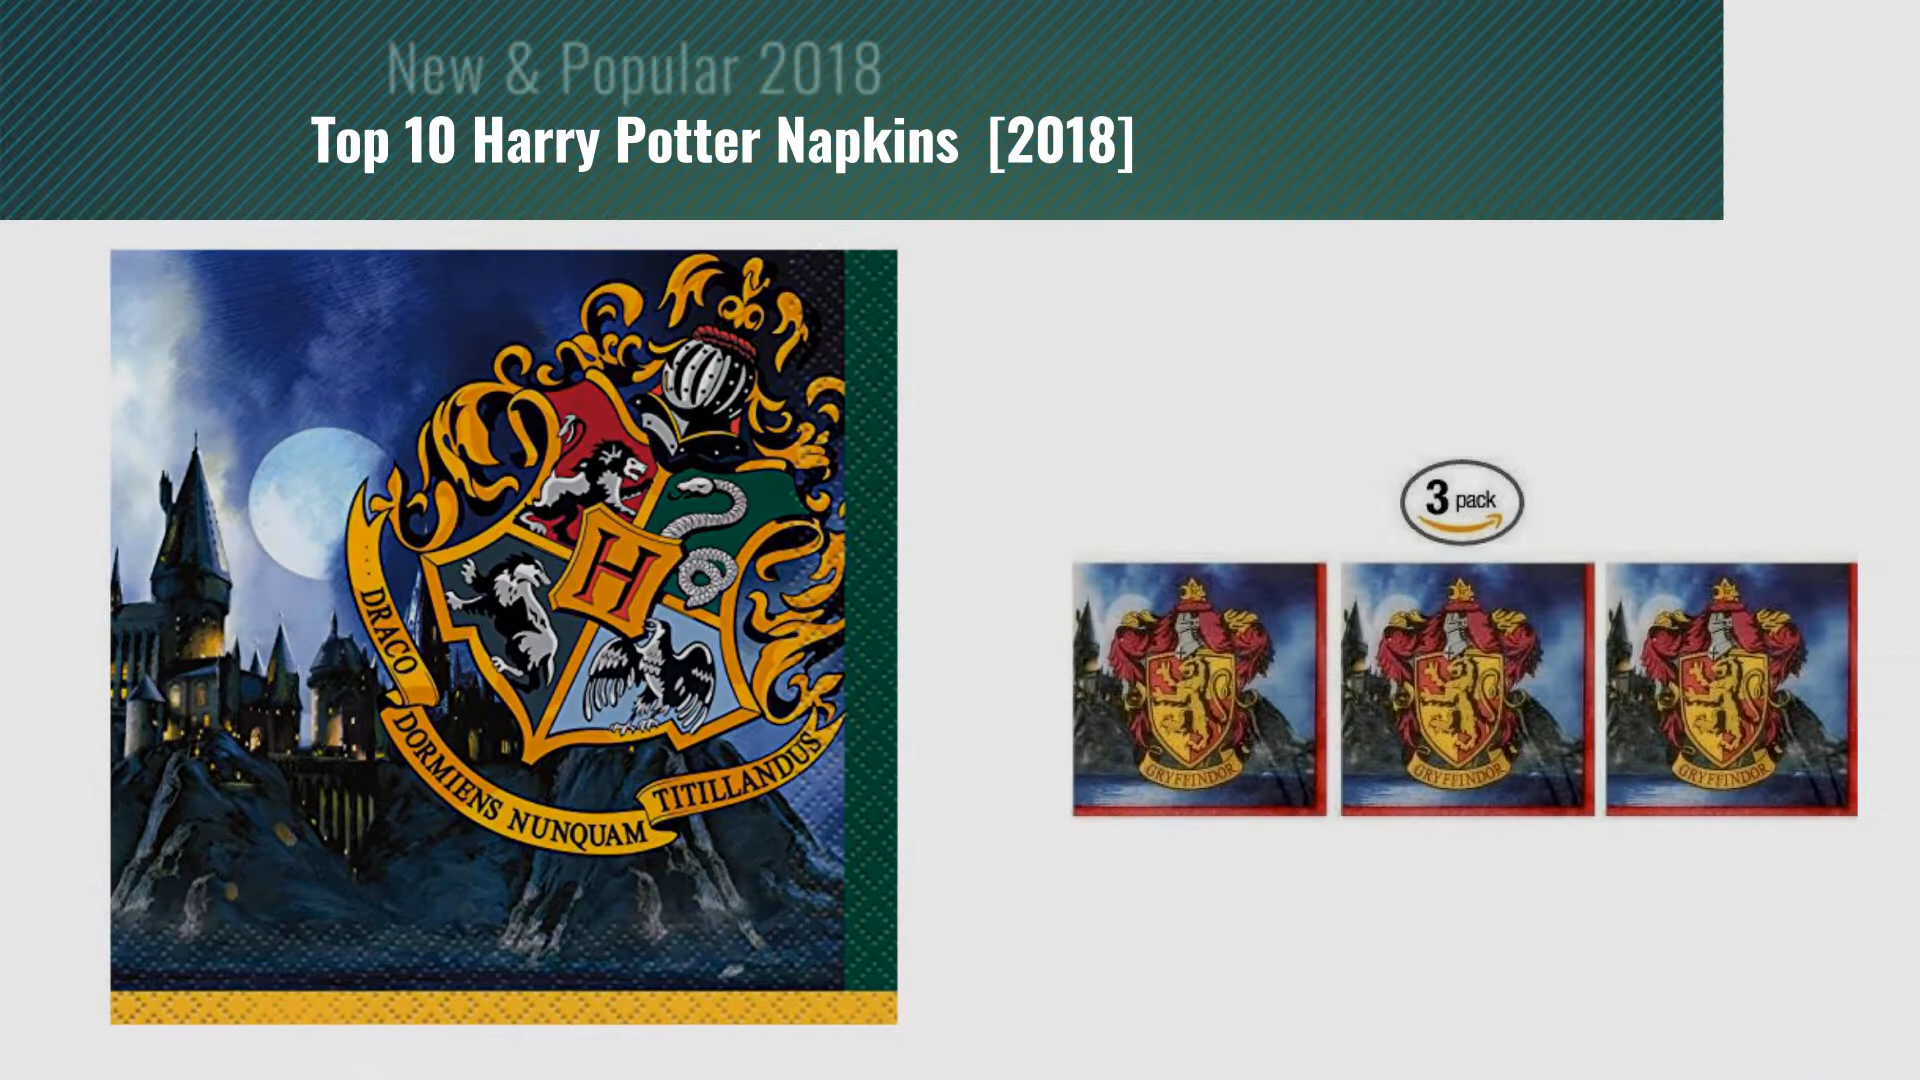 New & Popular 2018
Top 10 Harry Potter Napkins [2018]
H
DRACO
DORMIENS NUNQUAM
TITILLANDUS
3 pack
GRYFFINDOR
GRYFFINDOR
GRYFFINDOR